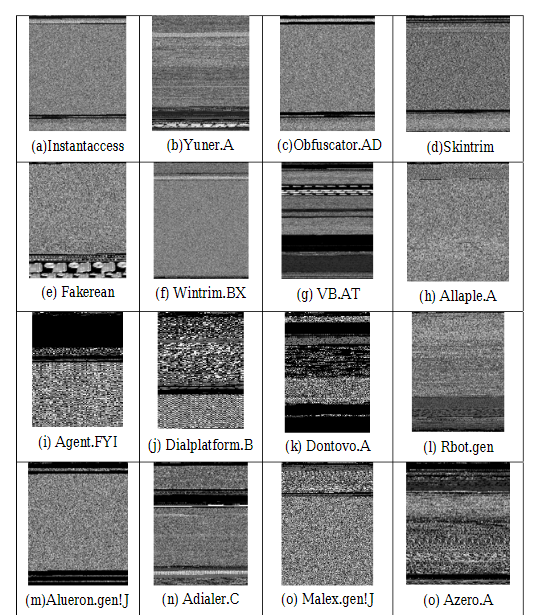 (a)Instantaccess (b)Yuner.A (c)Obfuscator.AD (d)Skintrim
(e) Fakerean (f) Wintrim.BX (g) VB.AT (h) Allaple.A
(i) Agent.FYI (j) Dialplatform.B (k) Dontovo.A (l) Rbot.gen
(m)Alueron.gen!J (n) Adialer.C (o) Malex.gen!J (o) Azero.A